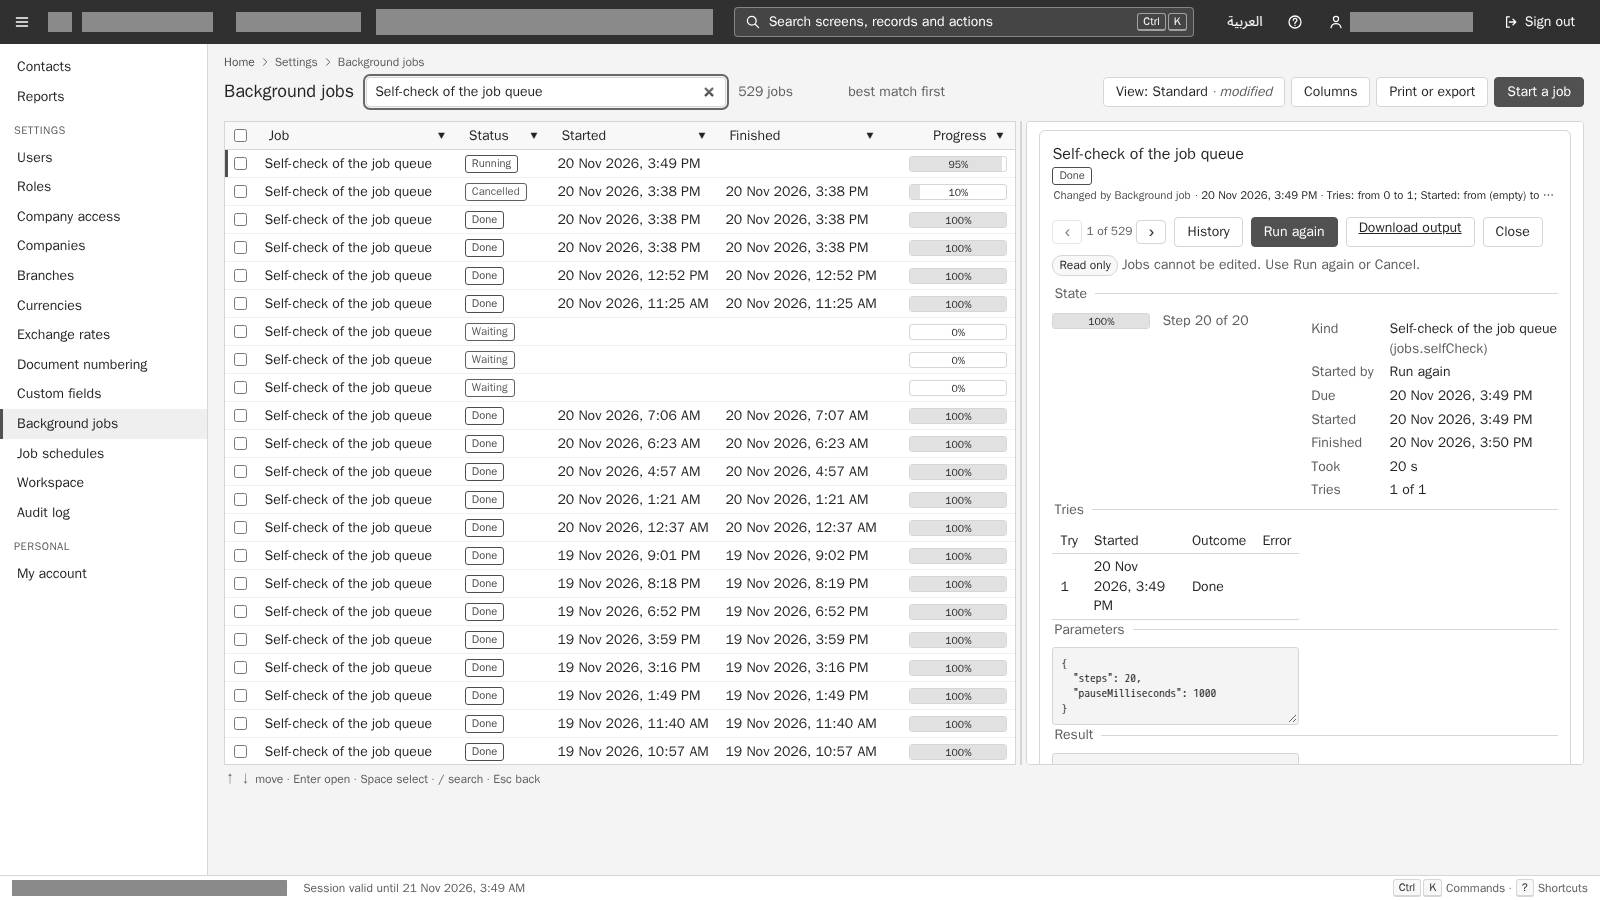 Search screens, records and actions Ctrl K
العربية
Sign out
Contacts
Reports
SETTINGS
Users
Roles
Company access
Companies
Branches
Currencies
Exchange rates
Document numbering
Custom fields
Background jobs
Job schedules
Workspace
Audit log
PERSONAL
My account
Home > Settings > Background jobs
Background jobs Self-check of the job queue 529 jobs best match first
View: Standard · modified Columns Print or export Start a job
Job Status Started Finished Progress
Self-check of the job queue Running 20 Nov 2026, 3:49 PM 95%
Self-check of the job queue Cancelled 20 Nov 2026, 3:38 PM 20 Nov 2026, 3:38 PM 10%
Self-check of the job queue Done 20 Nov 2026, 3:38 PM 20 Nov 2026, 3:38 PM 100%
Self-check of the job queue Done 20 Nov 2026, 3:38 PM 20 Nov 2026, 3:38 PM 100%
Self-check of the job queue Done 20 Nov 2026, 12:52 PM 20 Nov 2026, 12:52 PM 100%
Self-check of the job queue Done 20 Nov 2026, 11:25 AM 20 Nov 2026, 11:25 AM 100%
Self-check of the job queue Waiting 0%
Self-check of the job queue Waiting 0%
Self-check of the job queue Waiting 0%
Self-check of the job queue Done 20 Nov 2026, 7:06 AM 20 Nov 2026, 7:07 AM 100%
Self-check of the job queue Done 20 Nov 2026, 6:23 AM 20 Nov 2026, 6:23 AM 100%
Self-check of the job queue Done 20 Nov 2026, 4:57 AM 20 Nov 2026, 4:57 AM 100%
Self-check of the job queue Done 20 Nov 2026, 1:21 AM 20 Nov 2026, 1:21 AM 100%
Self-check of the job queue Done 20 Nov 2026, 12:37 AM 20 Nov 2026, 12:37 AM 100%
Self-check of the job queue Done 19 Nov 2026, 9:01 PM 19 Nov 2026, 9:02 PM 100%
Self-check of the job queue Done 19 Nov 2026, 8:18 PM 19 Nov 2026, 8:19 PM 100%
Self-check of the job queue Done 19 Nov 2026, 6:52 PM 19 Nov 2026, 6:52 PM 100%
Self-check of the job queue Done 19 Nov 2026, 3:59 PM 19 Nov 2026, 3:59 PM 100%
Self-check of the job queue Done 19 Nov 2026, 3:16 PM 19 Nov 2026, 3:16 PM 100%
Self-check of the job queue Done 19 Nov 2026, 1:49 PM 19 Nov 2026, 1:49 PM 100%
Self-check of the job queue Done 19 Nov 2026, 11:40 AM 19 Nov 2026, 11:40 AM 100%
Self-check of the job queue Done 19 Nov 2026, 10:57 AM 19 Nov 2026, 10:57 AM 100%
↑ ↓ move · Enter open · Space select · / search · Esc back
Self-check of the job queue
Done
Changed by Background job · 20 Nov 2026, 3:49 PM · Tries: from 0 to 1; Started: from (empty) to ···
‹ 1 of 529 › History Run again Download output Close
Read only Jobs cannot be edited. Use Run again or Cancel.
State
100% Step 20 of 20
Kind Self-check of the job queue
(jobs.selfCheck)
Started by Run again
Due 20 Nov 2026, 3:49 PM
Started 20 Nov 2026, 3:49 PM
Finished 20 Nov 2026, 3:50 PM
Took 20 s
Tries 1 of 1
Tries
Try Started Outcome Error
1 20 Nov 2026, 3:49 PM Done
Parameters
{
"steps": 20,
"pauseMilliseconds": 1000
}
Result
Session valid until 21 Nov 2026, 3:49 AM
Ctrl K Commands · ? Shortcuts